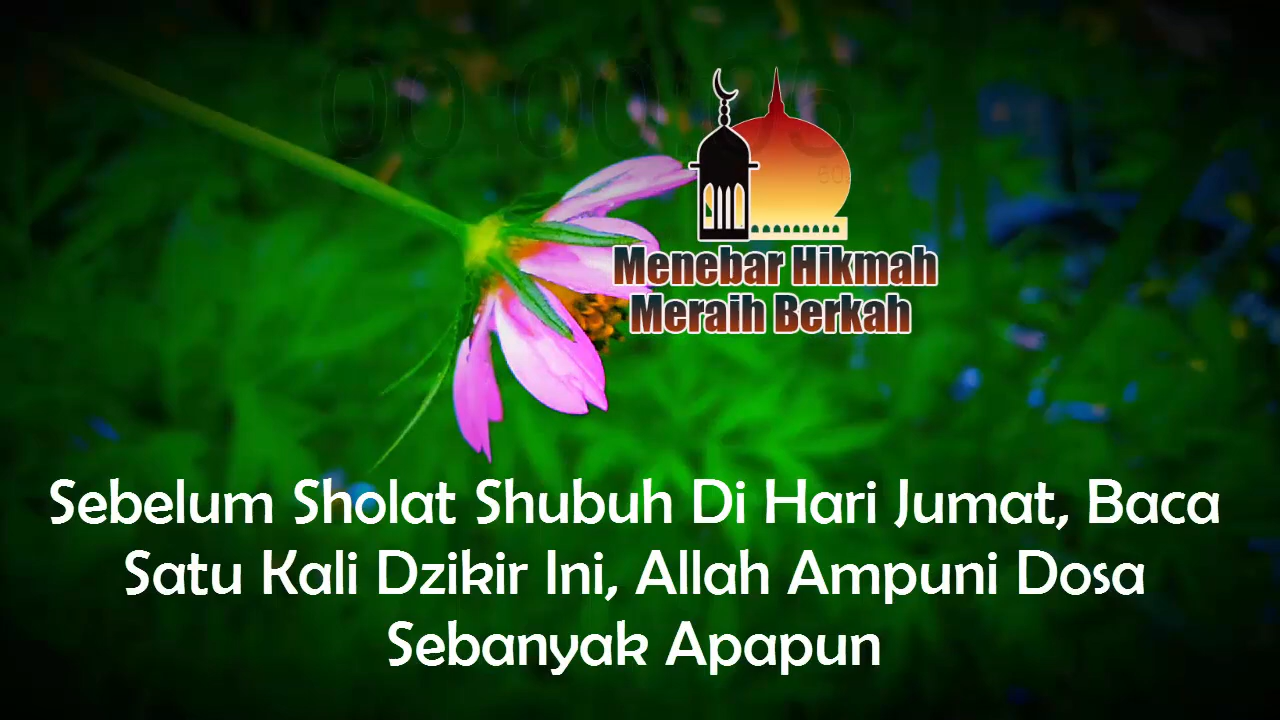 Menebar Hikmah
Meraih Berkah
Sebelum Sholat Shubuh Di Hari Jumat, Baca
Satu Kali Dzikir Ini, Allah Ampuni Dosa
Sebanyak Apapun